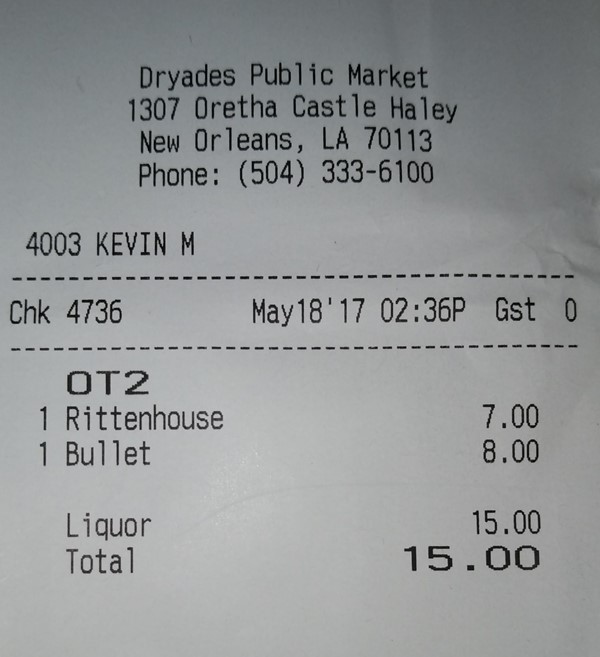 Dryades Public Market
1307 Oretha Castle Haley
New Orleans, LA 70113
Phone: (504) 333-6100
4003 KEVIN M
Chk 4736 May18'17 02:36P Gst 0
OT2
1 Rittenhouse 7.00
1 Bullet 8.00
Liquor 15.00
Total 15.00